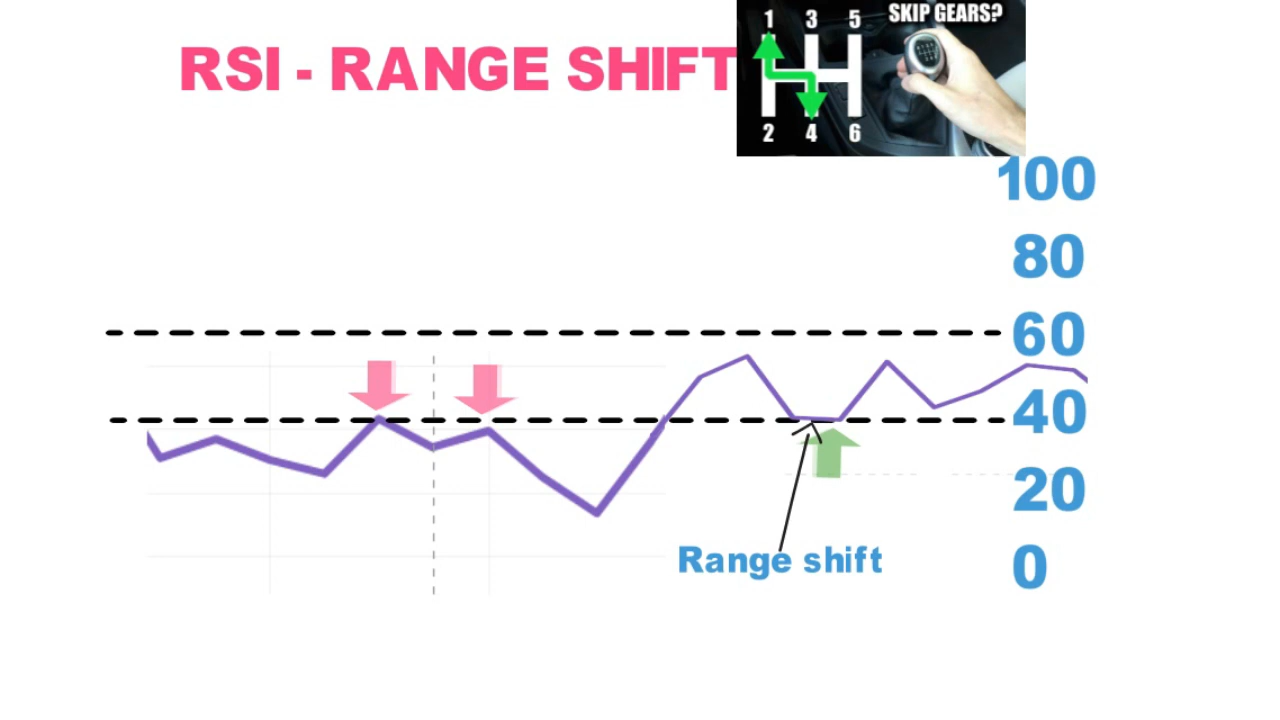 RSI - RANGE SHIFT
SKIP GEARS?
1 3 5
2 4 6
100
80
60
40
20
0
Range shift